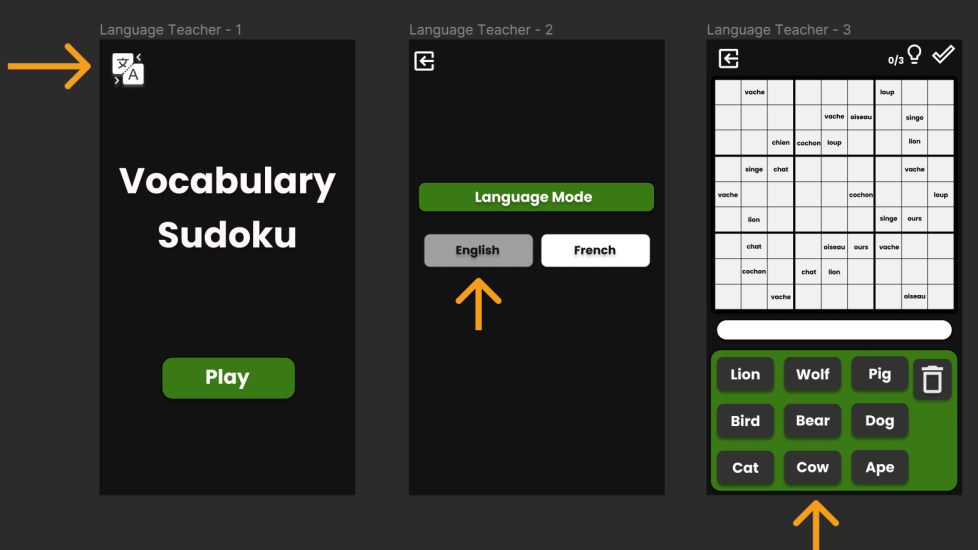 Language Teacher - 1
Language Teacher - 2
Language Teacher - 3
文
A
Vocabulary
Sudoku
Play
Language Mode
English French
0/3
vache loup
vache oiseau singe
chien cochon loup lion
singe chat vache
vache cochon loup
lion singe ours
chat oiseau ours vache
cochon chat lion
vache oiseau
Lion Wolf Pig
Bird Bear Dog
Cat Cow Ape